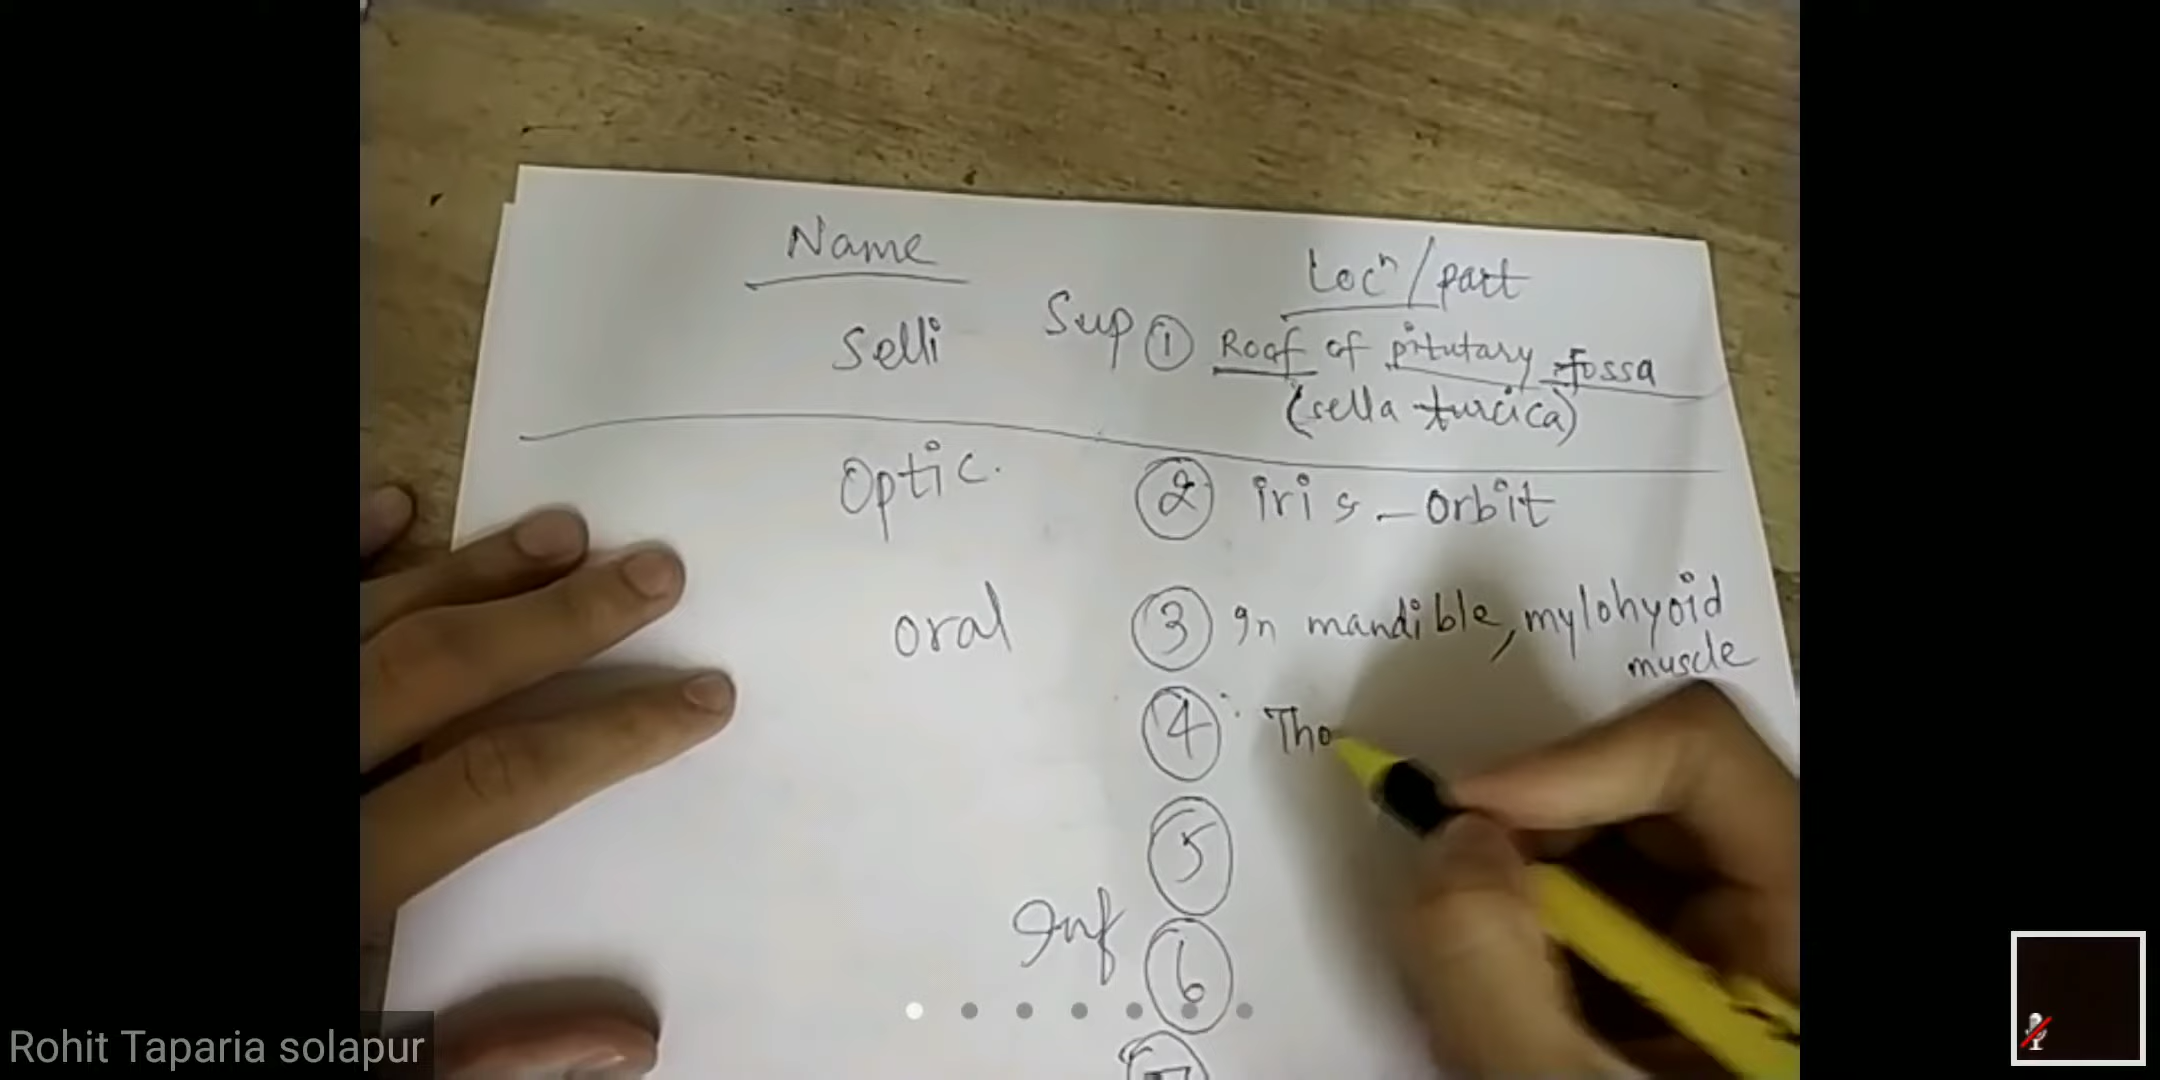 Name
Locn/part
Selli
Sup ① Roof of pitutary fossa
(sella turcica)
Optic.
② iris - orbit
oral
③ In mandible, mylohyoid
muscle
④ Tho
⑤
Inf ⑥
Rohit Taparia solapur